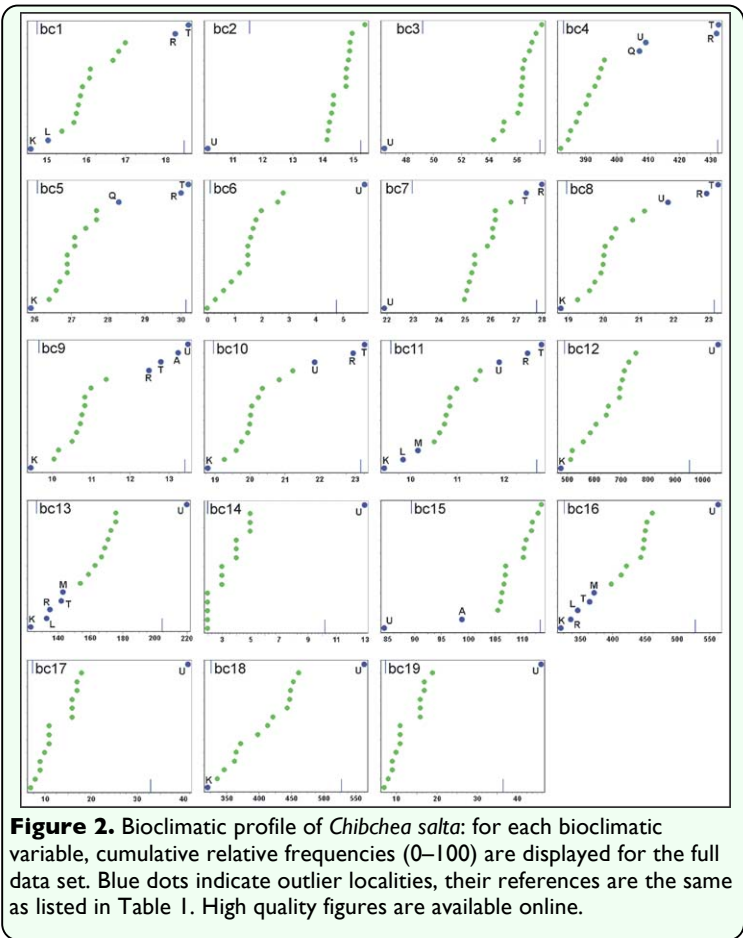 bc1
T
R
L
K
15 16 17 18
bc2
U
11 12 13 14 15
bc3
U
48 50 52 54 56
bc4
T
U R
Q
390 400 410 420 430
bc5
T
Q R
K
26 27 28 29 30
bc6
U
0 1 2 3 4 5
bc7
R
T
U
22 23 24 25 26 27 28
bc8
T
U R
K
19 20 21 22 23
bc9
U
A
R T
K
10 11 12 13
bc10
R T
U
K
19 20 21 22 23
bc11
R T
U
M
K L
10 11 12
bc12
U
K
500 600 700 800 900 1000
bc13
U
M
R T
K L
140 160 180 200 220
bc14
U
3 5 7 9 11 13
bc15
A
U
85 95 105 110
bc16
U
M
L T
K R
350 400 450 500 550
bc17
U
10 20 30 40
bc18
U
K
350 400 450 500 550
bc19
U
10 20 30 40
Figure 2. Bioclimatic profile of Chibchea salta: for each bioclimatic
variable, cumulative relative frequencies (0–100) are displayed for the full
data set. Blue dots indicate outlier localities, their references are the same
as listed in Table 1. High quality figures are available online.